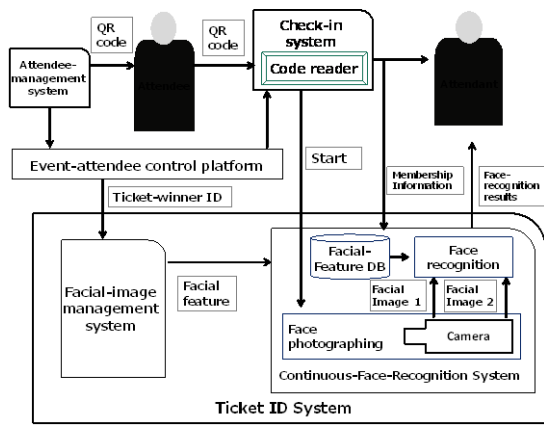 QR
code
QR
code
Check-in
system
Code reader
Attendee-
management
system
Attendee
Attendant
Event-attendee control platform
Start
Membership
Information
Face-
recognition
results
Ticket-winner ID
Facial-image
management
system
Facial
feature
Facial-
Feature DB
Face
recognition
Facial
Image 1
Facial
Image 2
Face
photographing
Camera
Continuous-Face-Recognition System
Ticket ID System